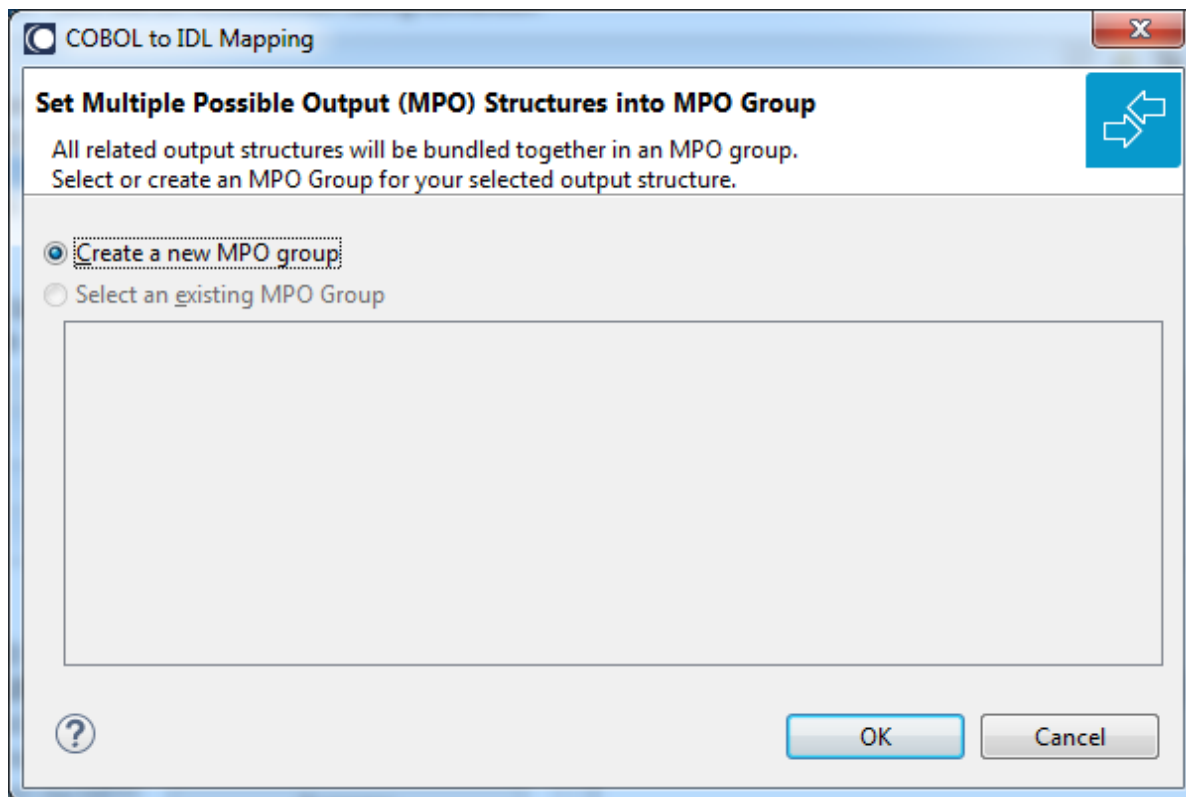 COBOL to IDL Mapping
Set Multiple Possible Output (MPO) Structures into MPO Group
All related output structures will be bundled together in an MPO group.
Select or create an MPO Group for your selected output structure.
Create a new MPO group
Select an existing MPO Group
?
OK
Cancel